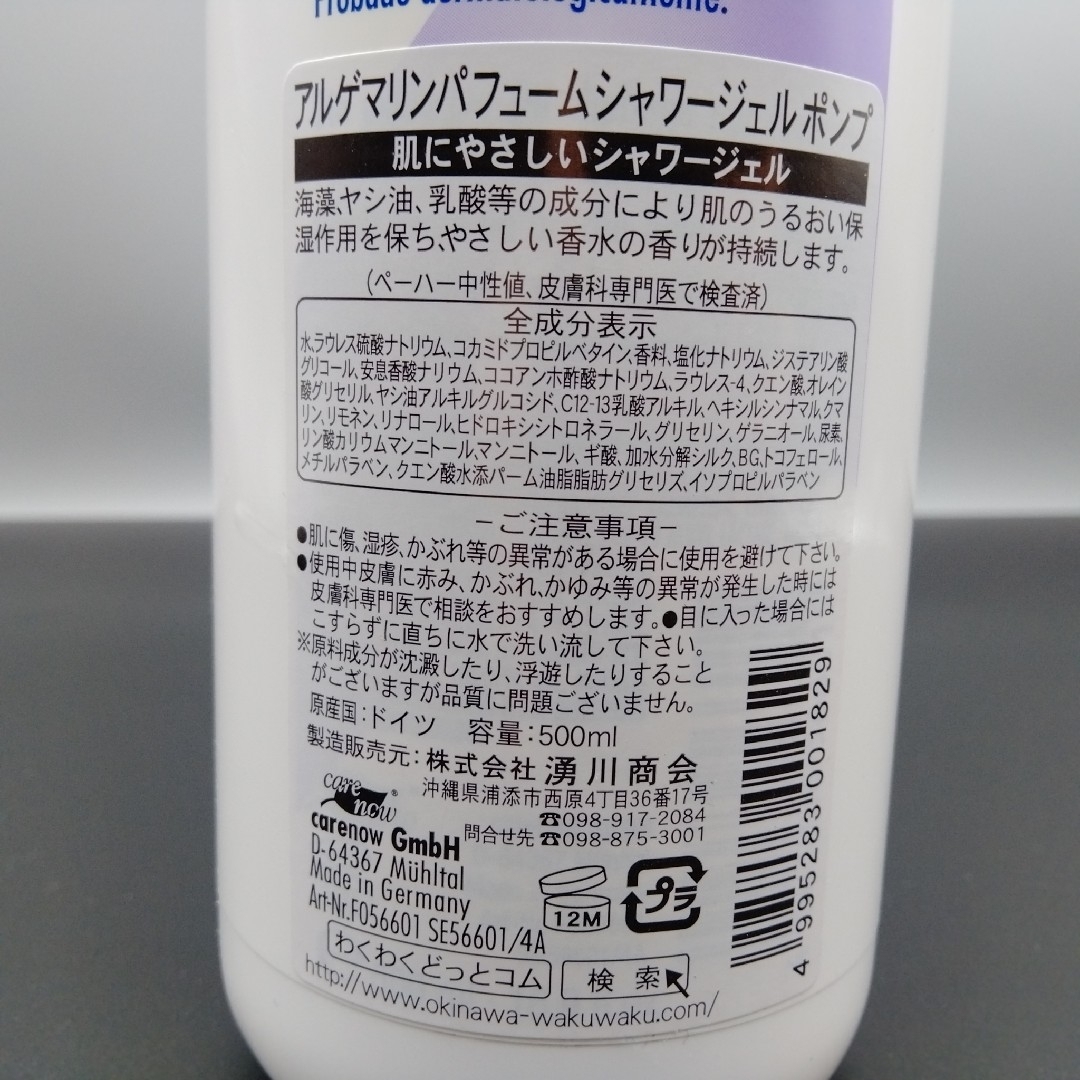 Probado dermatológicamente.
アルゲマリンパフュームシャワージェルポンプ
肌にやさしいシャワージェル
海藻、ヤシ油、乳酸等の成分により肌のうるおい保
湿作用を保ち、やさしい香水の香りが持続します。
(ペーハー中性値、皮膚科専門医で検査済)
全成分表示
水、ラウレス硫酸ナトリウム、コカミドプロピルベタイン、香料、塩化ナトリウム、ジステアリン酸
グリコール、安息香酸ナリウム、ココアンホ酢酸ナトリウム、ラウレス-4、クエン酸、オレイン
酸グリセリル、ヤシ油アルキルグルコシド、C12-13乳酸アルキル、ヘキシルシンナマル、クマ
リン、リモネン、リナロール、ヒドロキシシトロネラール、グリセリン、ゲラニオール、尿素、
リン酸カリウムマンニトール、マンニトール、ギ酸、加水分解シルク、BG、トコフェロール、
メチルパラベン、クエン酸水添パーム油脂脂肪グリセリズ、イソプロピルパラベン
-ご注意事項-
●肌に傷、湿疹、かぶれ等の異常がある場合に使用を避けて下さい。
●使用中皮膚に赤み、かぶれ、かゆみ等の異常が発生した時には
皮膚科専門医で相談をおすすめします。●目に入った場合には
こすらずに直ちに水で洗い流して下さい。
※原料成分が沈澱したり、浮遊したりすること
がございますが品質に問題ございません。
原産国:ドイツ 容量:500ml
製造販売元:株式会社 湧川商会
沖縄県浦添市西原4丁目36番17号
☎098-917-2084
問合せ先 ☎098-875-3001
care now®
carenow GmbH
D-64367 Mühltal
Made in Germany
Art-Nr.F056601 SE56601/4A
12M
プラ
わくわくどっとコム 検索
http://www.okinawa-wakuwaku.com/
4 995283 001829